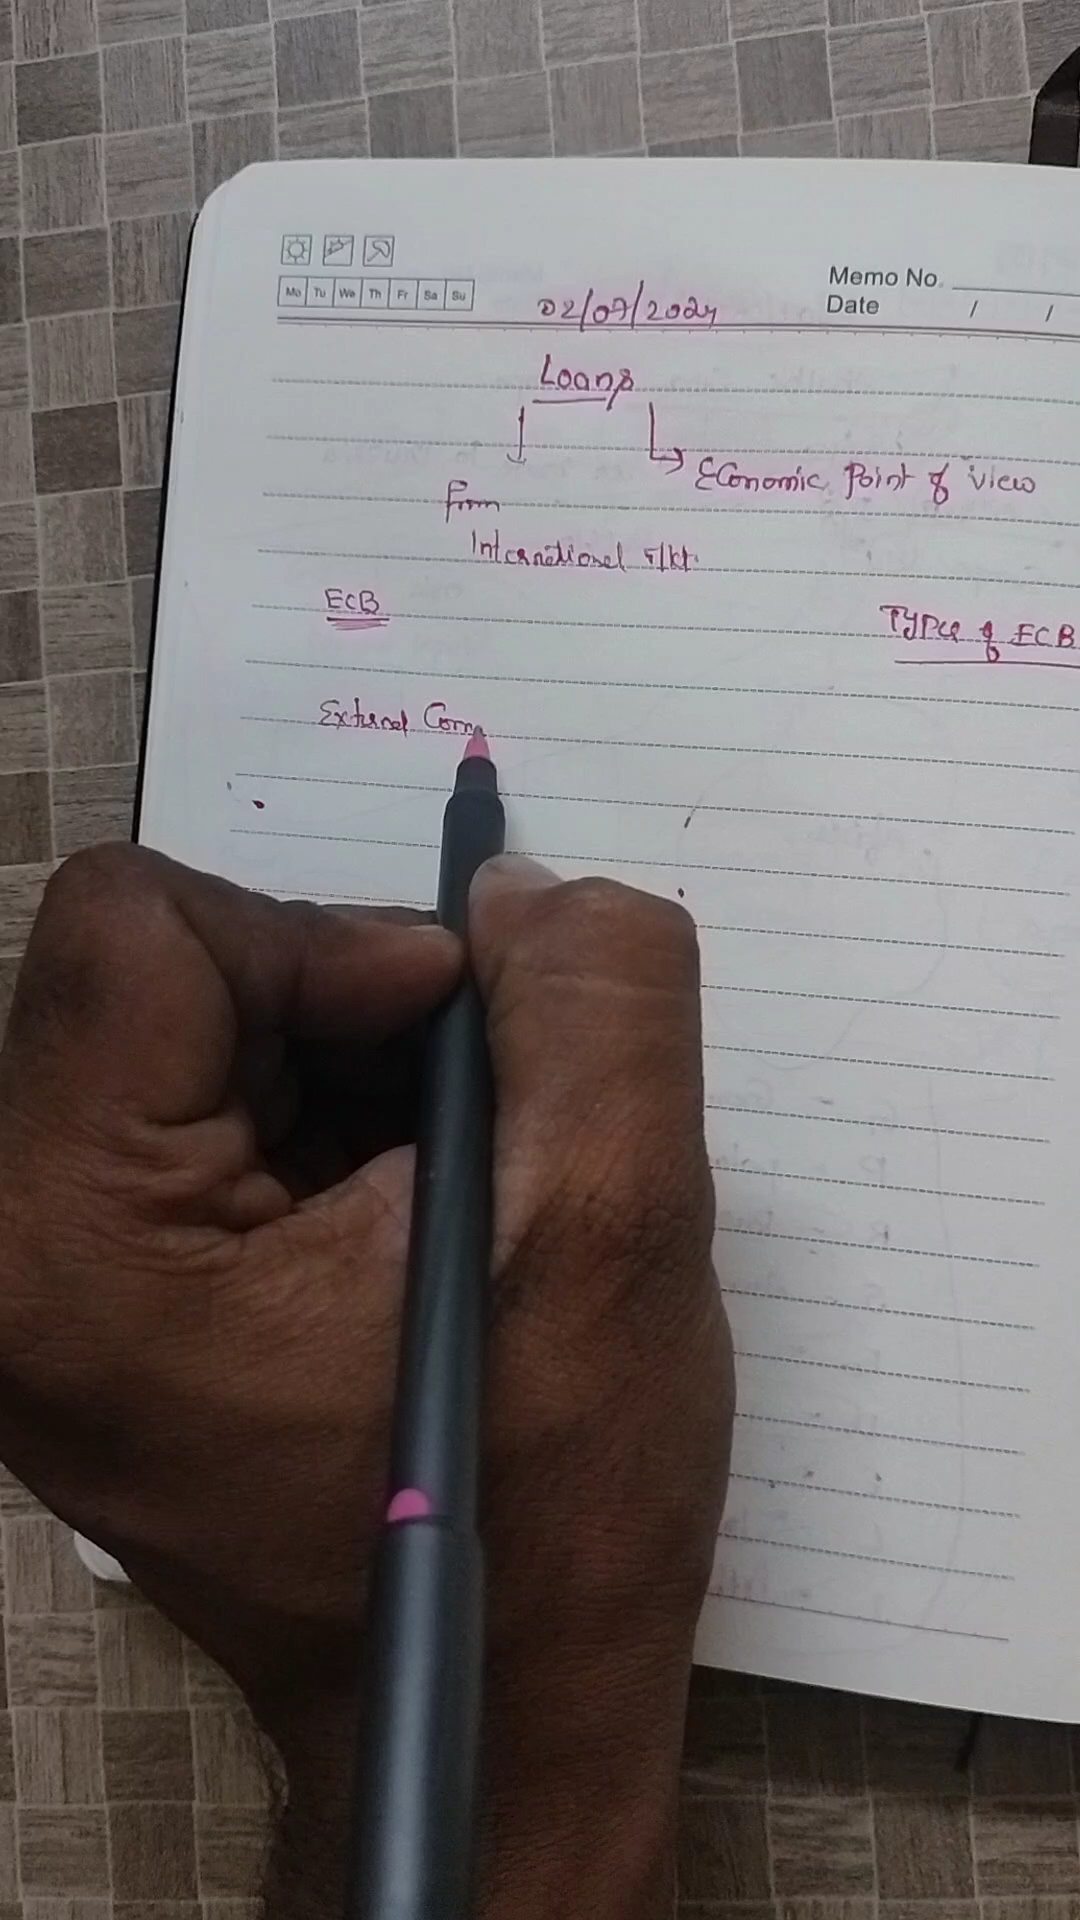 Memo No.
Mo Tu We Th Fr Sa Su
Date / /
02/07/2024
Loans
Economic Point of view
from
International Mkt.
ECB
Types of ECB
External Com